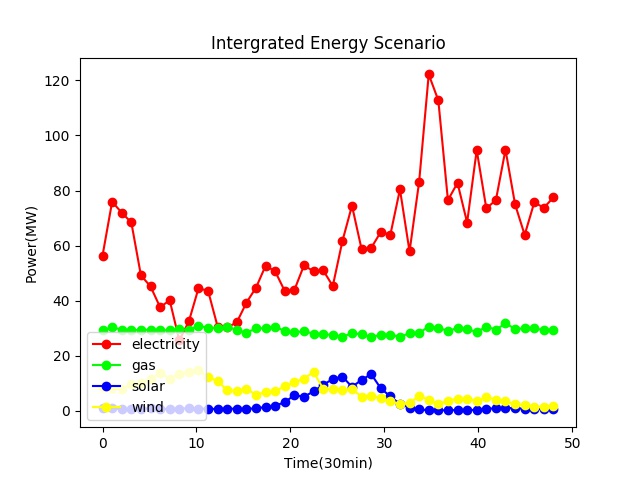 Intergrated Energy Scenario
Power(MW)
120
100
80
60
40
20
0
electricity
gas
solar
wind
0 10 20 30 40 50
Time(30min)